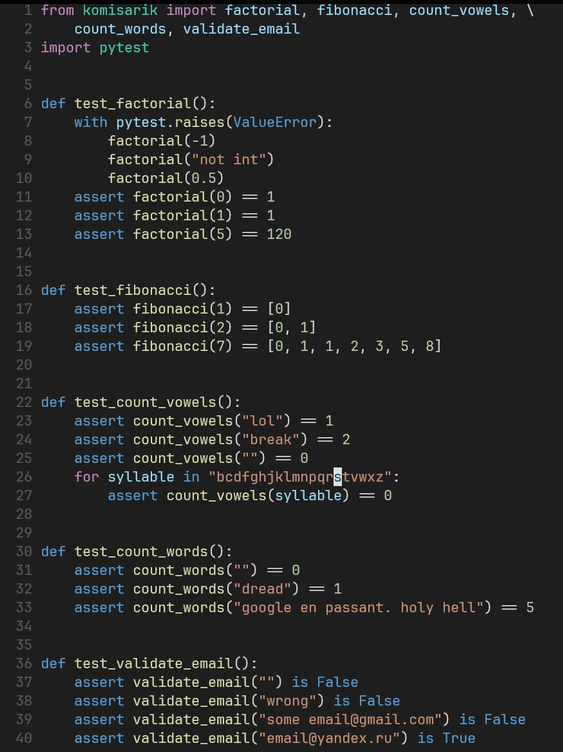 1 from komisarik import factorial, fibonacci, count_vowels, \
2     count_words, validate_email
3 import pytest
4
5
6 def test_factorial():
7     with pytest.raises(ValueError):
8         factorial(-1)
9         factorial("not int")
10         factorial(0.5)
11     assert factorial(0) == 1
12     assert factorial(1) == 1
13     assert factorial(5) == 120
14
15
16 def test_fibonacci():
17     assert fibonacci(1) == [0]
18     assert fibonacci(2) == [0, 1]
19     assert fibonacci(7) == [0, 1, 1, 2, 3, 5, 8]
20
21
22 def test_count_vowels():
23     assert count_vowels("lol") == 1
24     assert count_vowels("break") == 2
25     assert count_vowels("") == 0
26     for syllable in "bcdfghjklmnpqrstvwxz":
27         assert count_vowels(syllable) == 0
28
29
30 def test_count_words():
31     assert count_words("") == 0
32     assert count_words("dread") == 1
33     assert count_words("google en passant. holy hell") == 5
34
35
36 def test_validate_email():
37     assert validate_email("") is False
38     assert validate_email("wrong") is False
39     assert validate_email("some email@gmail.com") is False
40     assert validate_email("email@yandex.ru") is True